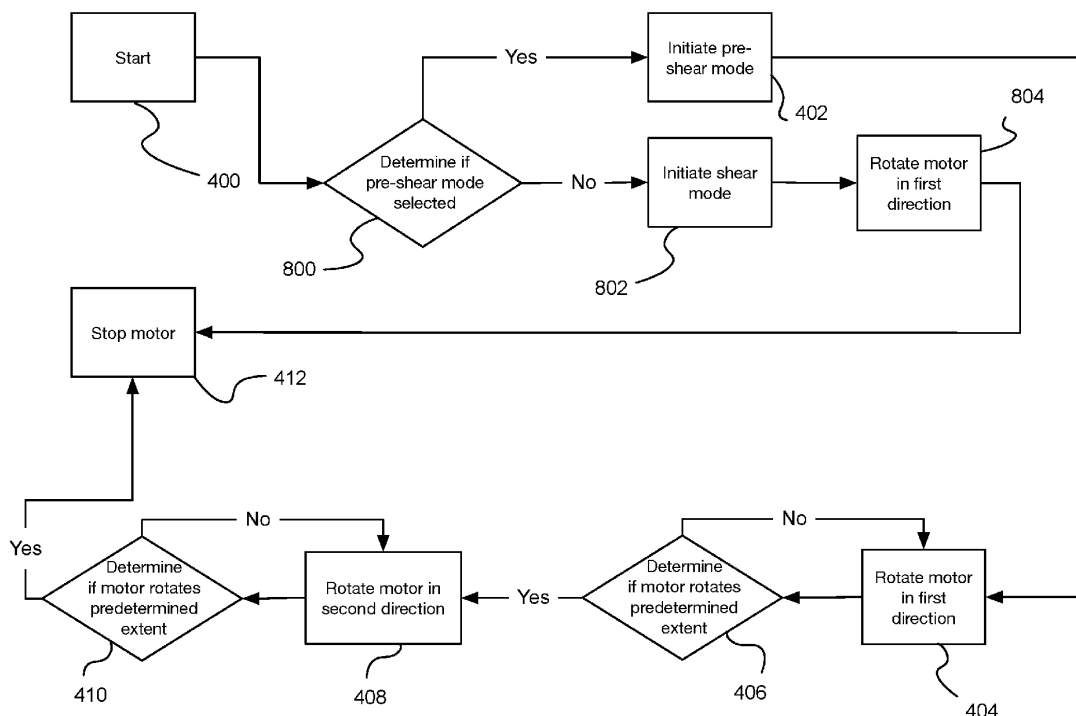 Start
400
Yes
Initiate pre-
shear mode
402
804
Determine if
pre-shear mode
selected
800
No
Initiate shear
mode
802
Rotate motor
in first
direction
Stop motor
412
Yes
No
Determine
if motor rotates
predetermined
extent
410
Rotate motor in
second direction
408
Yes
No
Determine
if motor rotates
predetermined
extent
406
Rotate motor
in first
direction
404